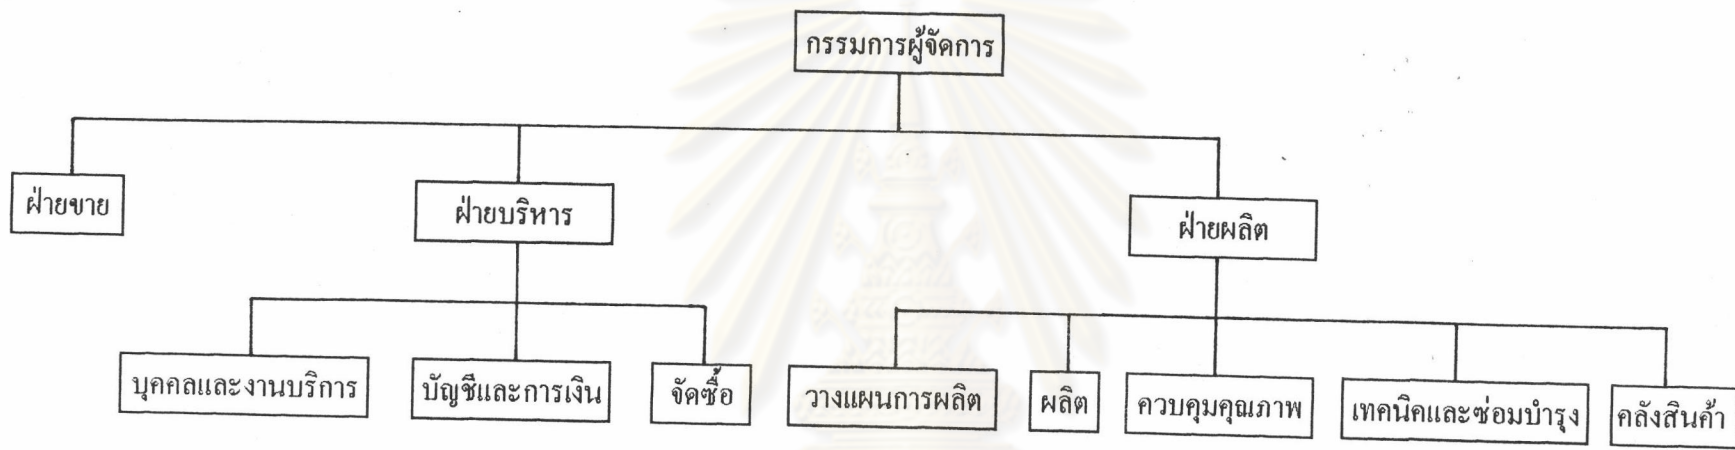 กรรมการผู้จัดการ
ฝ่ายขาย
ฝ่ายบริหาร
ฝ่ายผลิต
บุคคลและงานบริการ
บัญชีและการเงิน
จัดซื้อ
วางแผนการผลิต
ผลิต
ควบคุมคุณภาพ
เทคนิคและซ่อมบำรุง
คลังสินค้า